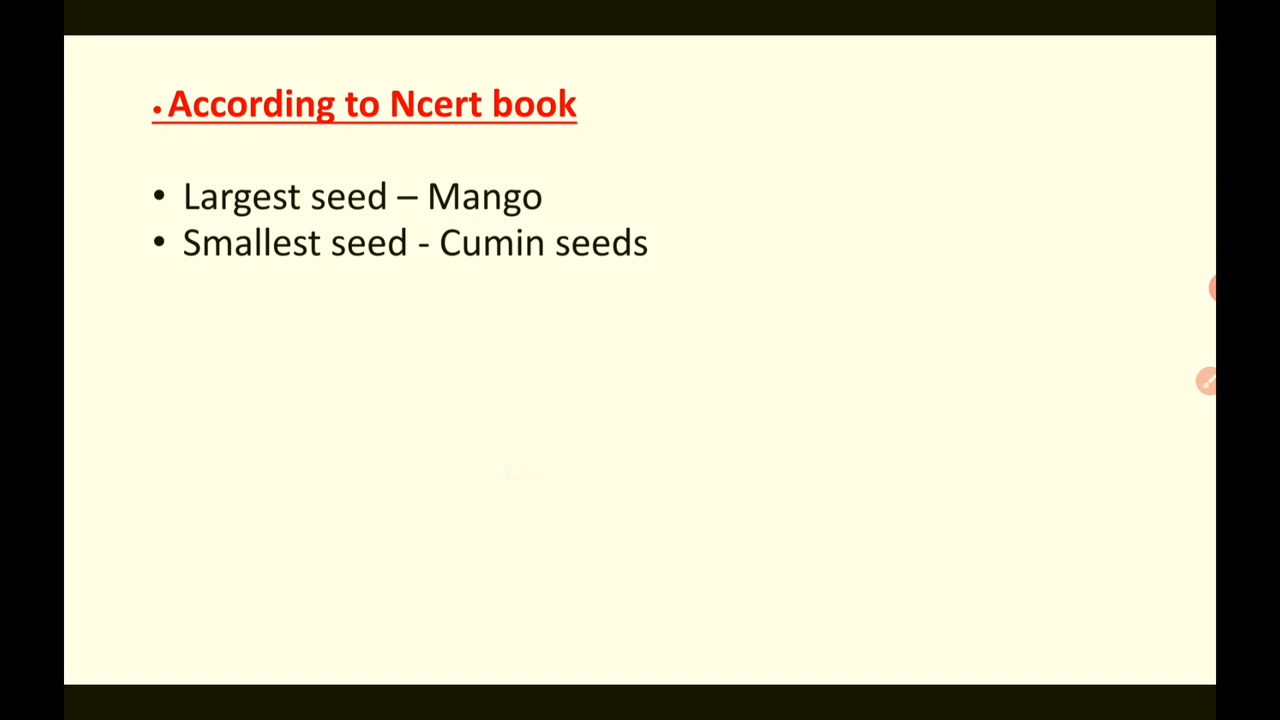 • According to Ncert book
• Largest seed – Mango
• Smallest seed - Cumin seeds